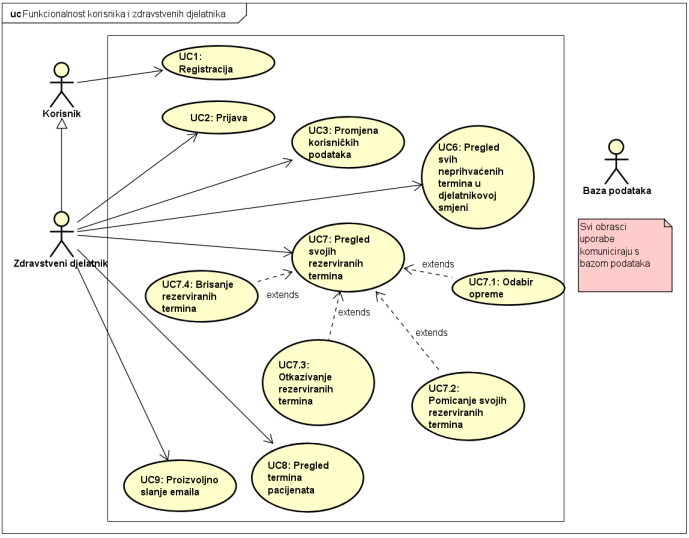 uc Funkcionalnost korisnika i zdravstvenih djelatnika
UC1:
Registracija
Korisnik
UC2: Prijava
UC3: Promjena
korisničkih
podataka
UC6: Pregled
svih
neprihvaćenih
termina u
djelatnikovoj
smjeni
Baza podataka
Svi obrasci
uporabe
komuniciraju s
bazom podataka
Zdravstveni djelatnik
UC7: Pregled
svojih
rezerviranih
termina
extends
UC7.4: Brisanje
rezerviranih
termina
extends
UC7.1: Odabir
opreme
extends
extends
UC7.3:
Otkazivanje
rezerviranih
termina
UC7.2:
Pomicanje svojih
rezerviranih
termina
UC9: Proizvoljno
slanje emaila
UC8: Pregled
termina
pacijenata